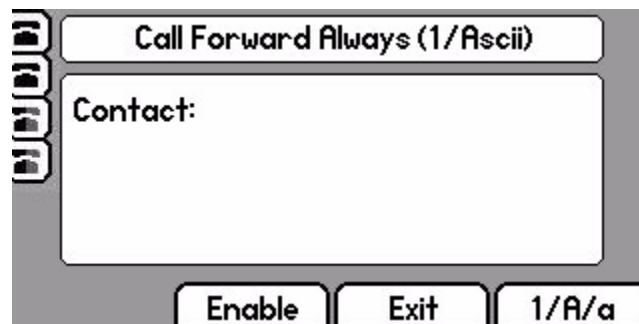 Call Forward Always (1/Ascii)
Contact:
Enable Exit 1/A/a